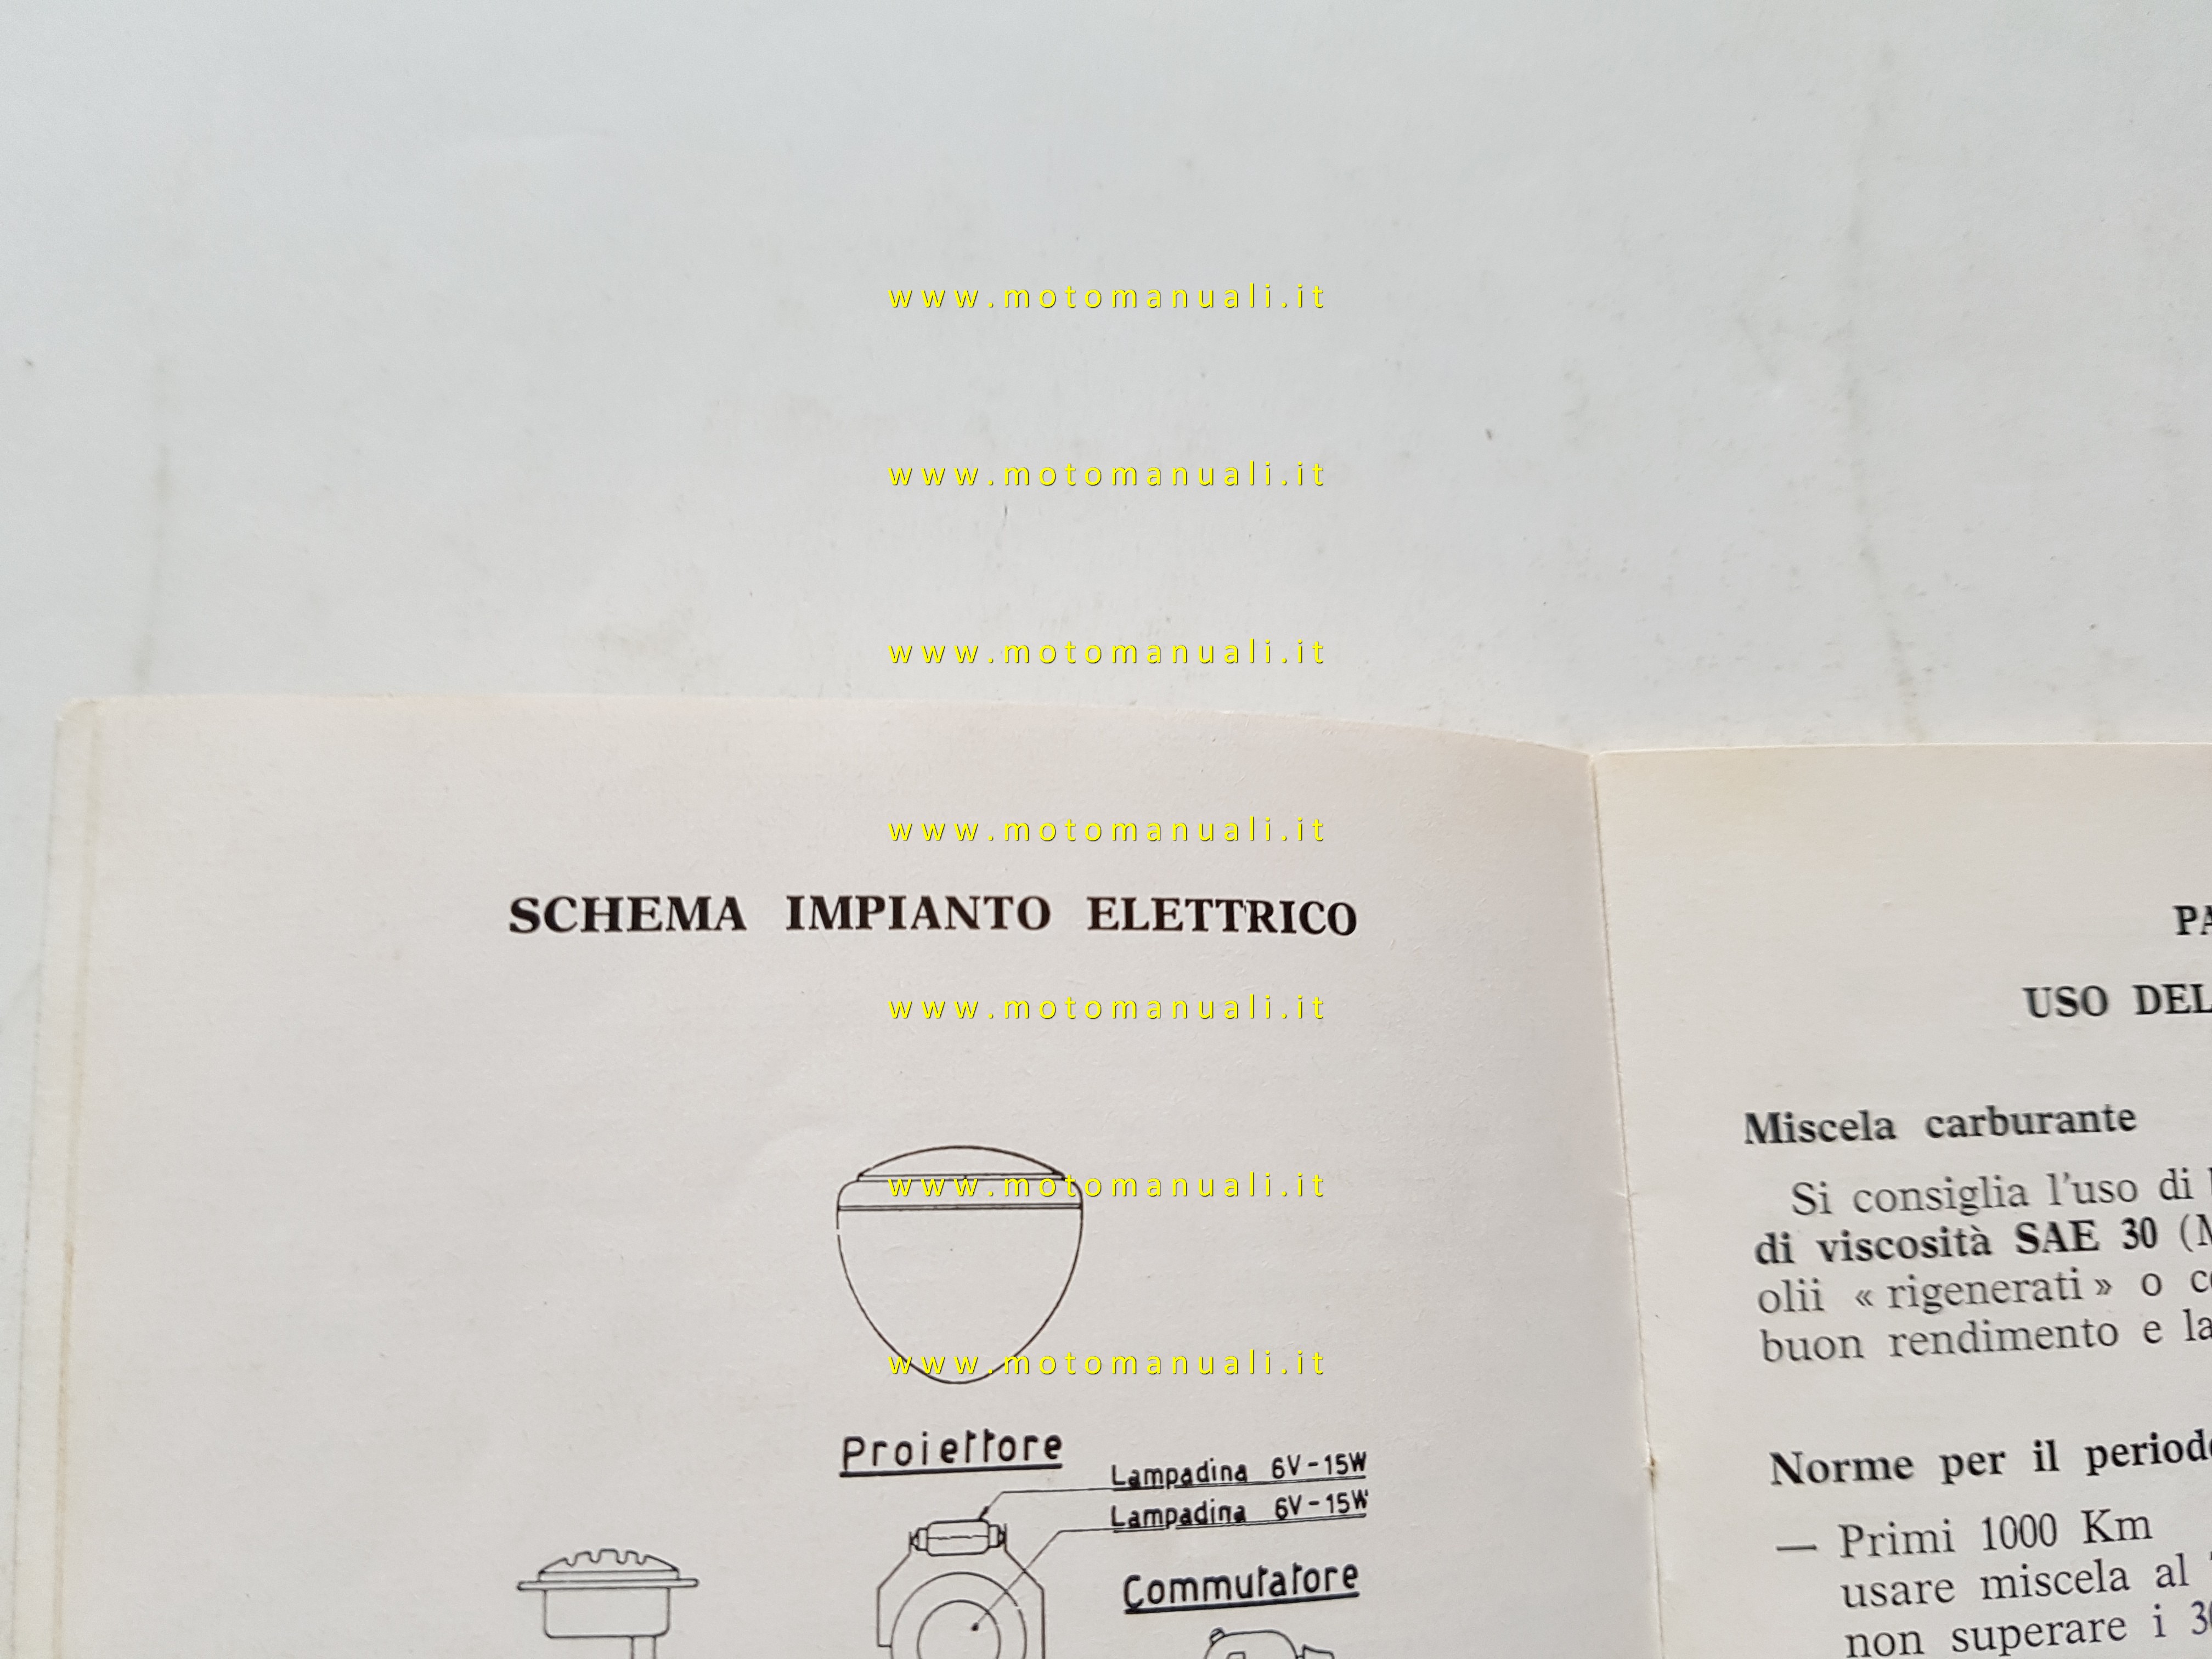 www.motomanuali.it
www.motomanuali.it
www.motomanuali.it
www.motomanuali.it
SCHEMA IMPIANTO ELETTRICO
www.motomanuali.it
www.motomanuali.it
www.motomanuali.it
Proiettore
Lampadina 6V-15W
Lampadina 6V-15W
Commutatore
USO DEL
Miscela carburante
Si consiglia l'uso di
di viscosità SAE 30
olii « rigenerati » o
buon rendimento e
Norme per il
— Primi 1000 Km
usare miscela al
non superare i